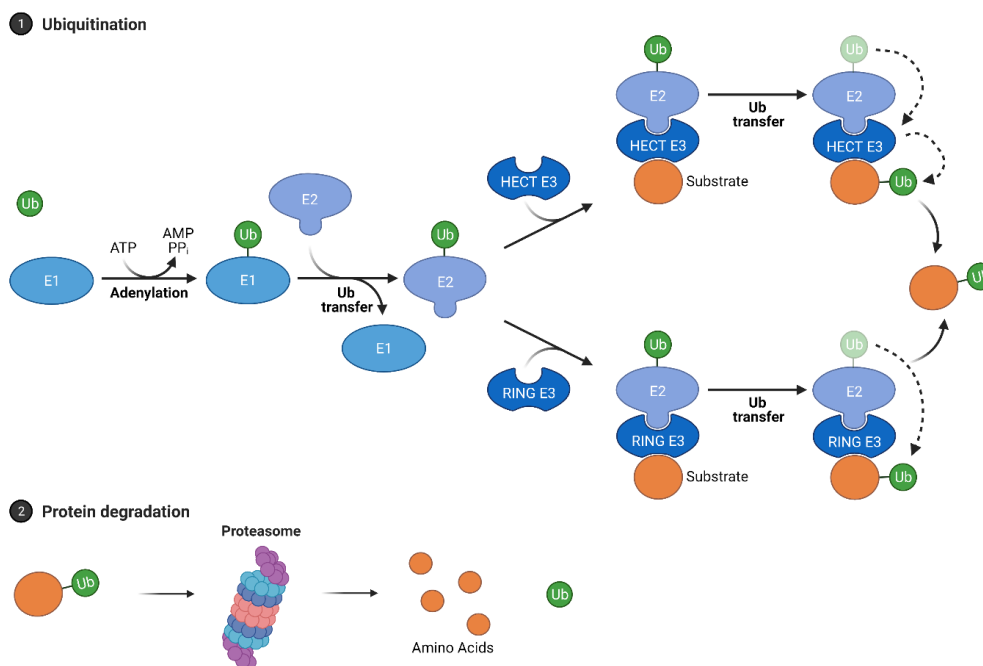 1 Ubiquitination
Ub
E1
ATP
AMP
PPi
Adenylation
Ub
E1
E2
Ub
transfer
E1
Ub
E2
HECT E3
RING E3
Ub
E2
HECT E3
Substrate
Ub
transfer
Ub
E2
HECT E3
Ub
Ub
E2
RING E3
Substrate
Ub
transfer
Ub
E2
RING E3
Ub
Ub
2 Protein degradation
Ub
Proteasome
Amino Acids
Ub